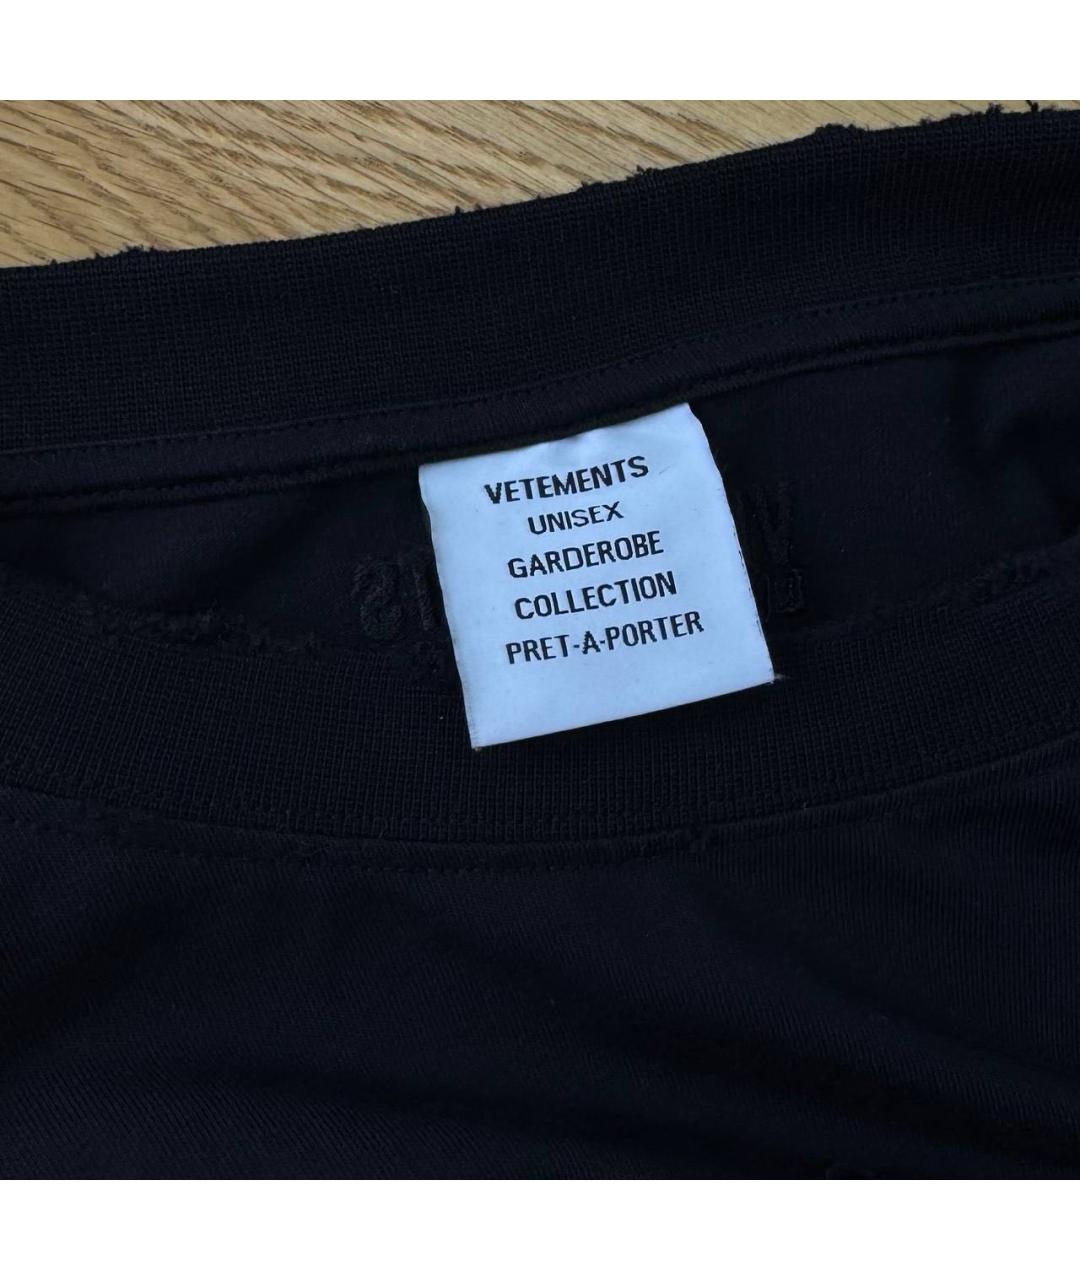 VETEMENTS
UNISEX
GARDEROBE
COLLECTION
PRET-A-PORTER